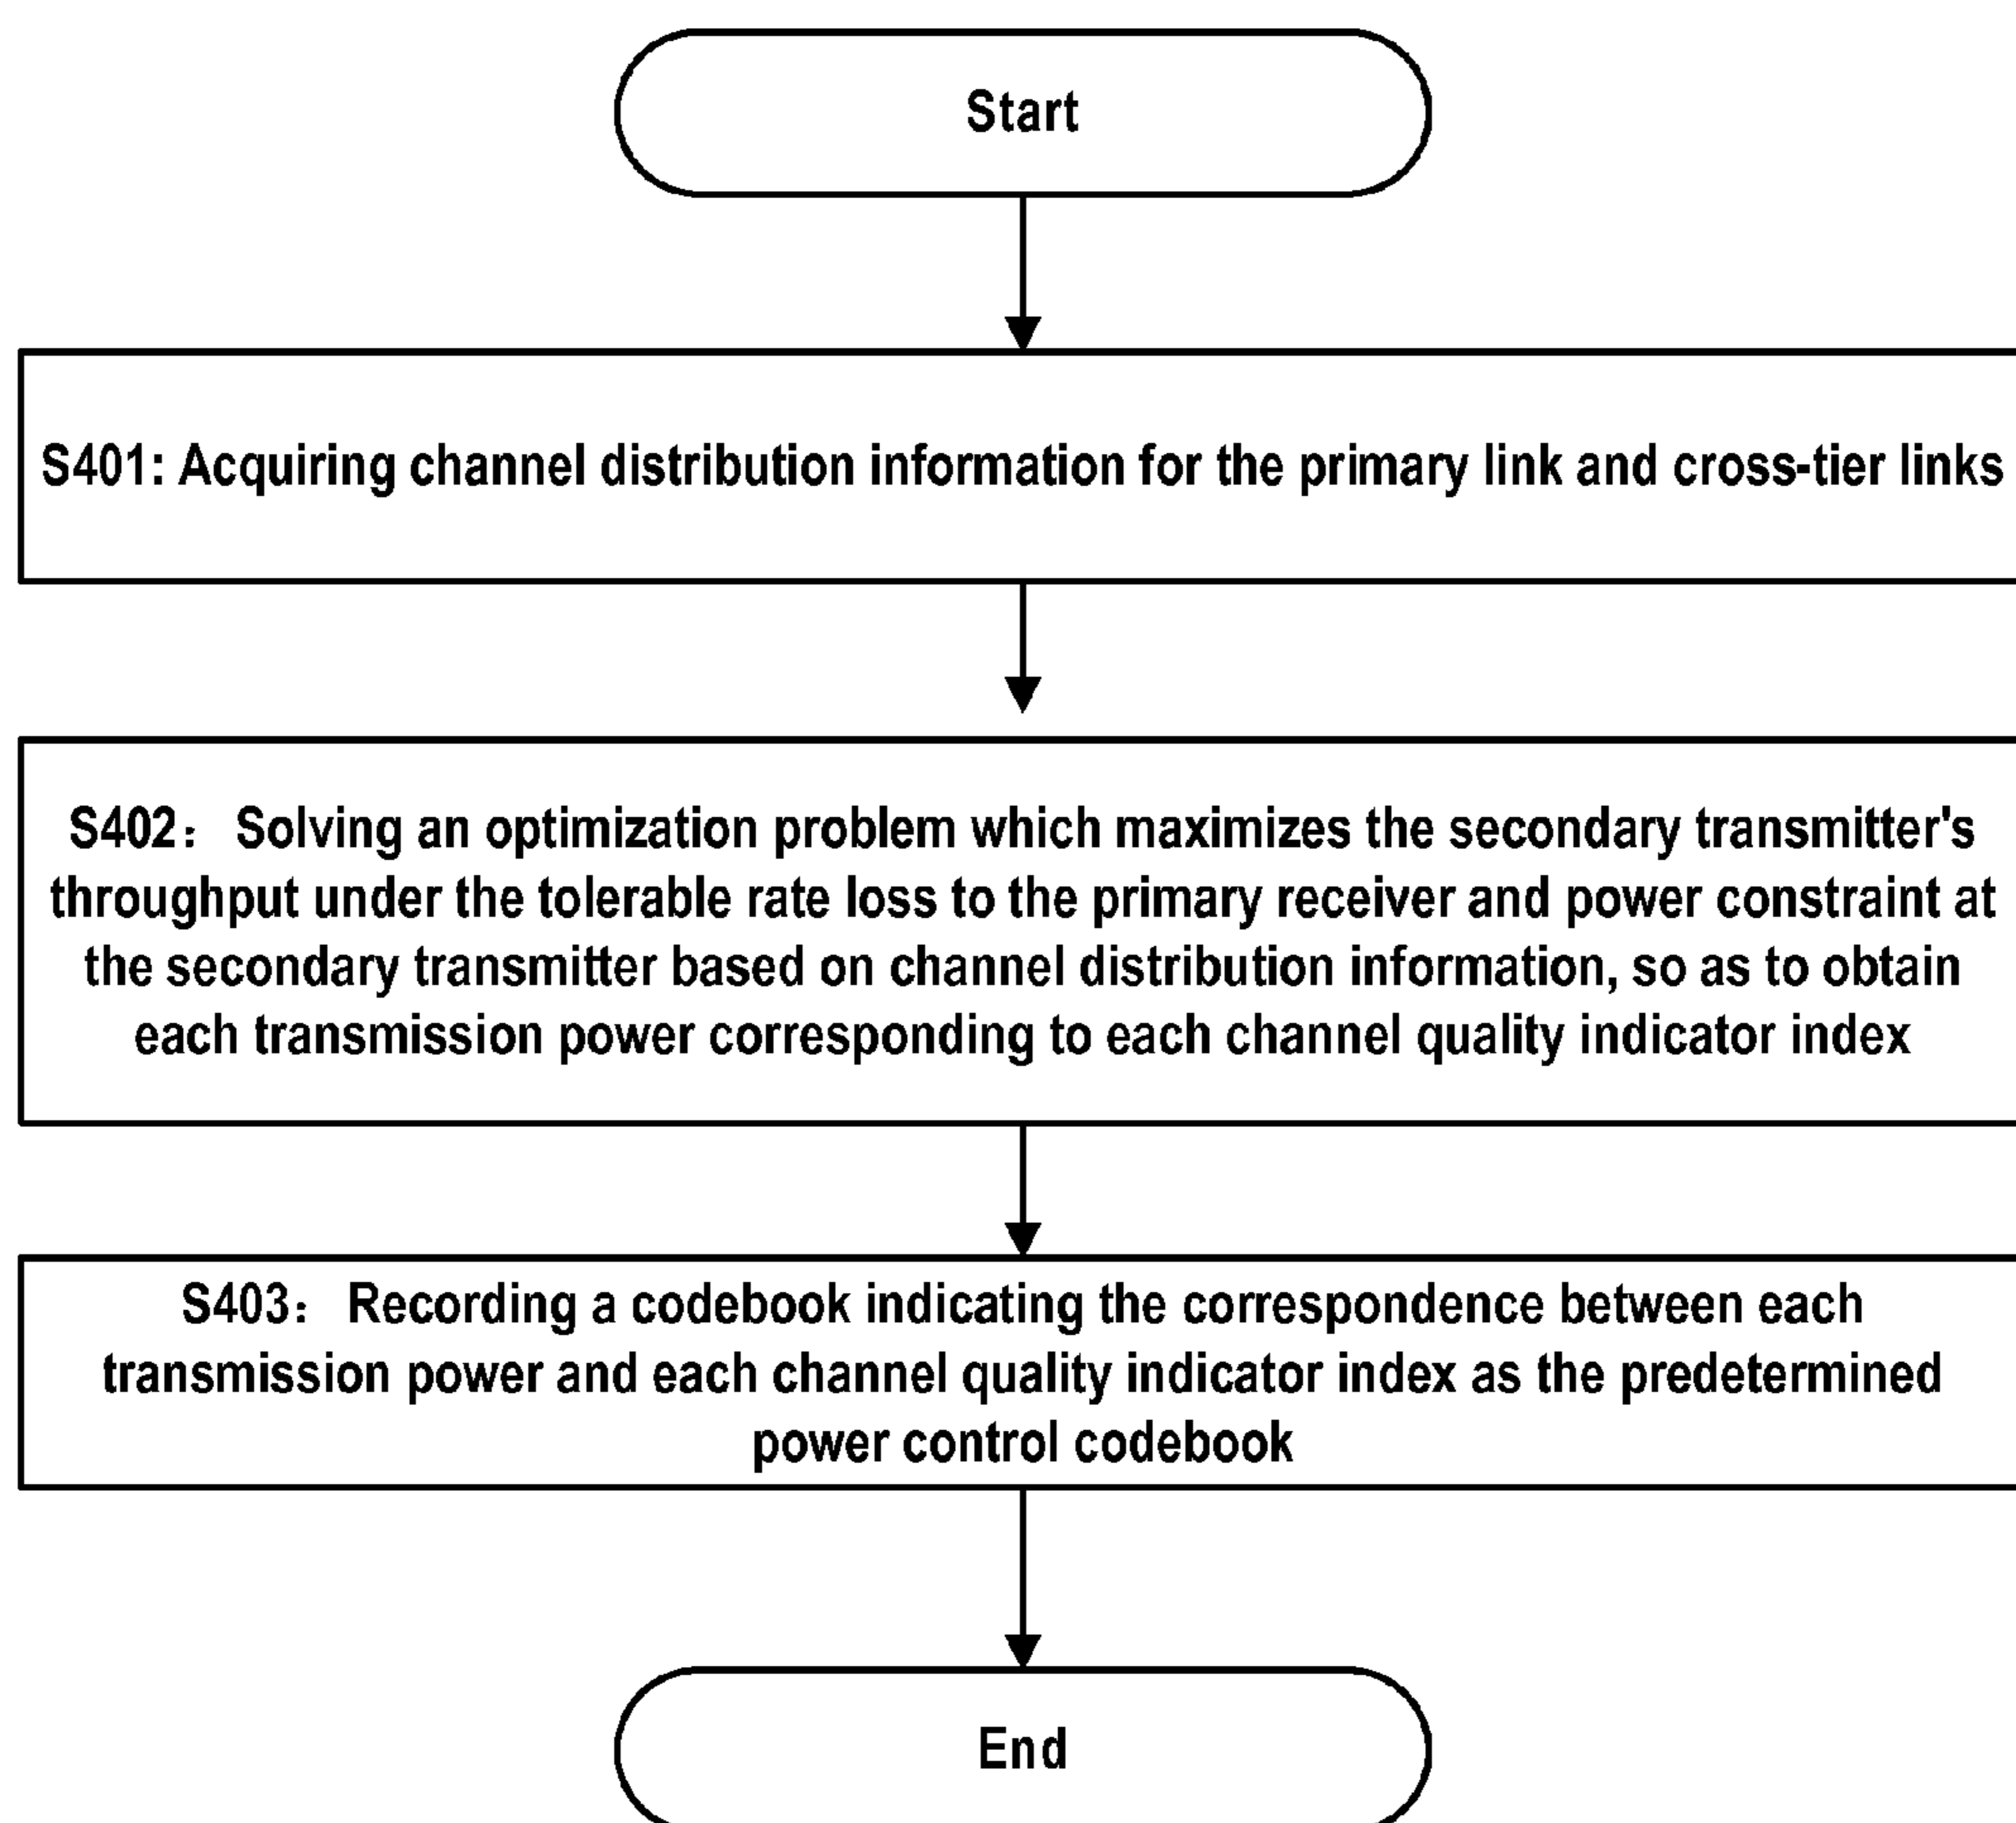 Start
S401: Acquiring channel distribution information for the primary link and cross-tier links
S402： Solving an optimization problem which maximizes the secondary transmitter's
throughput under the tolerable rate loss to the primary receiver and power constraint at
the secondary transmitter based on channel distribution information, so as to obtain
each transmission power corresponding to each channel quality indicator index
S403： Recording a codebook indicating the correspondence between each
transmission power and each channel quality indicator index as the predetermined
power control codebook
End